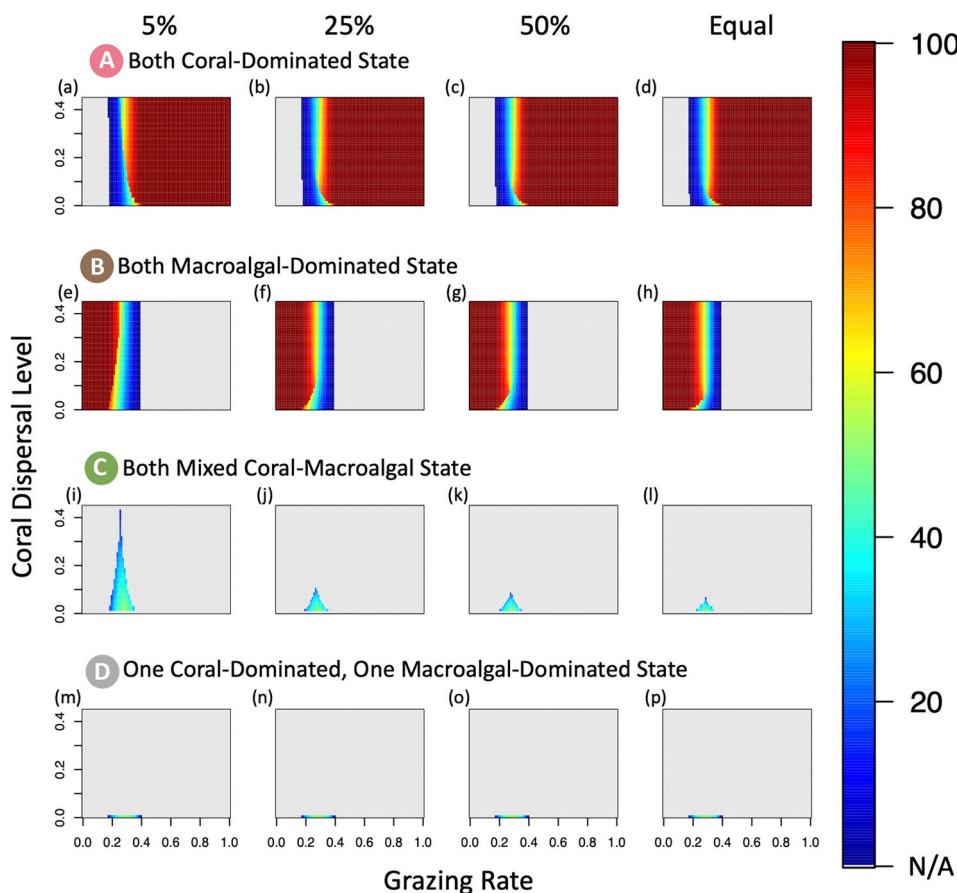 5% 25% 50% Equal
A Both Coral-Dominated State
(a) (b) (c) (d)
0.4
0.2
0.0
B Both Macroalgal-Dominated State
(e) (f) (g) (h)
0.4
0.2
0.0
C Both Mixed Coral-Macroalgal State
(i) (j) (k) (l)
0.4
0.2
0.0
D One Coral-Dominated, One Macroalgal-Dominated State
(m) (n) (o) (p)
0.4
0.2
0.0
0.0 0.2 0.4 0.6 0.8 1.0 0.0 0.2 0.4 0.6 0.8 1.0 0.0 0.2 0.4 0.6 0.8 1.0 0.0 0.2 0.4 0.6 0.8 1.0
Grazing Rate
Coral Dispersal Level
100
80
60
40
20
N/A